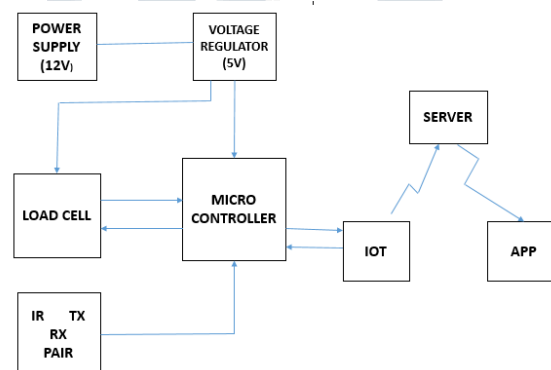 POWER
SUPPLY
(12V)
VOLTAGE
REGULATOR
(5V)
SERVER
LOAD CELL
MICRO
CONTROLLER
IOT
APP
IR TX
RX
PAIR